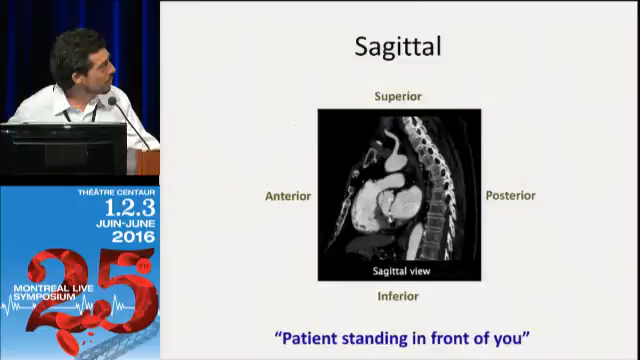 Sagittal
Superior
Anterior
Posterior
Sagittal view
Inferior
“Patient standing in front of you”
THÉÂTRE CENTAUR
1.2.3
JUIN-JUNE
2016
25TH
MONTREAL LIVE
SYMPOSIUM